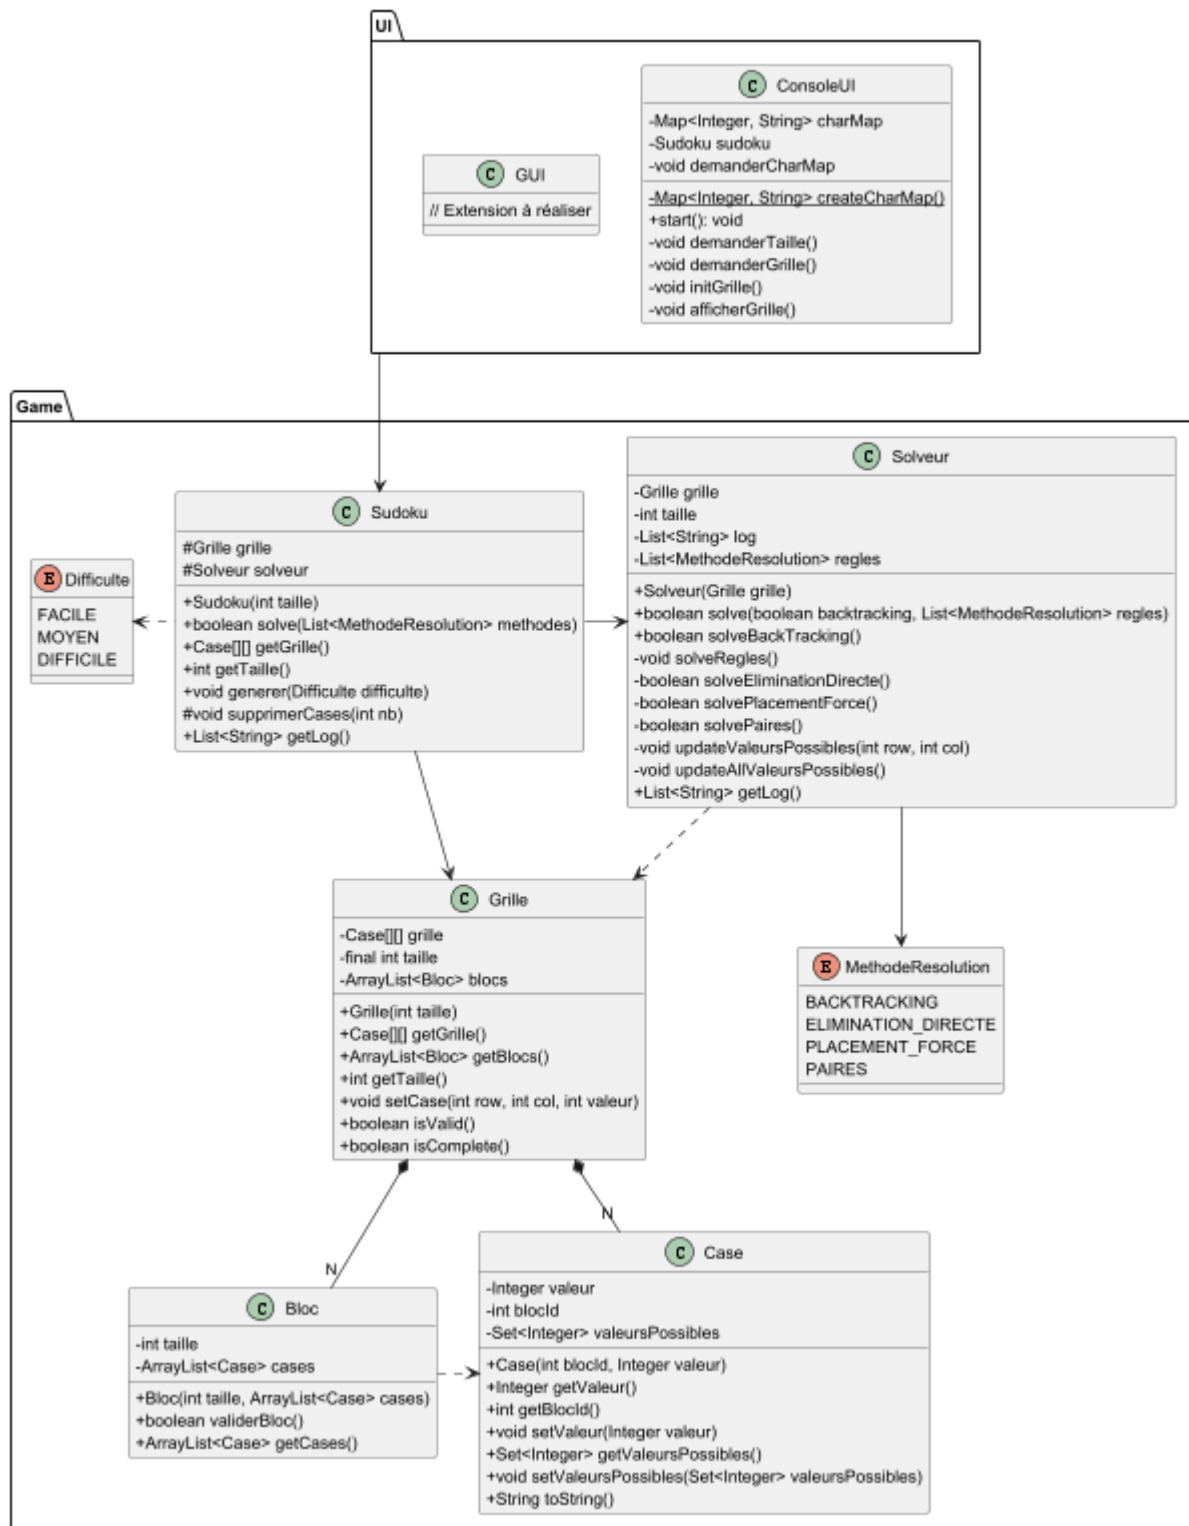 UI
C ConsoleUI
-Map<Integer, String> charMap
-Sudoku sudoku
-void demanderCharMap
-Map<Integer, String> createCharMap()
+start(): void
-void demanderTaille()
-void demanderGrille()
-void initGrille()
-void afficherGrille()
C GUI
// Extension à réaliser
Game
C Solveur
-Grille grille
-int taille
-List<String> log
-List<MethodeResolution> regles
+Solveur(Grille grille)
+boolean solve(boolean backtracking, List<MethodeResolution> regles)
+boolean solveBackTracking()
-void solveRegles()
-boolean solveEliminationDirecte()
-boolean solvePlacementForce()
-boolean solvePaires()
-void updateValeursPossibles(int row, int col)
-void updateAllValeursPossibles()
+List<String> getLog()
C Sudoku
#Grille grille
#Solveur solveur
+Sudoku(int taille)
+boolean solve(List<MethodeResolution> methodes)
+Case[][] getGrille()
+int getTaille()
+void generer(Difficulte difficulte)
#void supprimerCases(int nb)
+List<String> getLog()
E Difficulte
FACILE
MOYEN
DIFFICILE
C Grille
-Case[][] grille
-final int taille
-ArrayList<Bloc> blocs
+Grille(int taille)
+Case[][] getGrille()
+ArrayList<Bloc> getBlocs()
+int getTaille()
+void setCase(int row, int col, int valeur)
+boolean isValid()
+boolean isComplete()
E MethodeResolution
BACKTRACKING
ELIMINATION_DIRECTE
PLACEMENT_FORCE
PAIRES
N
N
C Bloc
-int taille
-ArrayList<Case> cases
+Bloc(int taille, ArrayList<Case> cases)
+boolean validerBloc()
+ArrayList<Case> getCases()
C Case
-Integer valeur
-int blocId
-Set<Integer> valeursPossibles
+Case(int blocId, Integer valeur)
+Integer getValeur()
+int getBlocId()
+void setValeur(Integer valeur)
+Set<Integer> getValeursPossibles()
+void setValeursPossibles(Set<Integer> valeursPossibles)
+String toString()